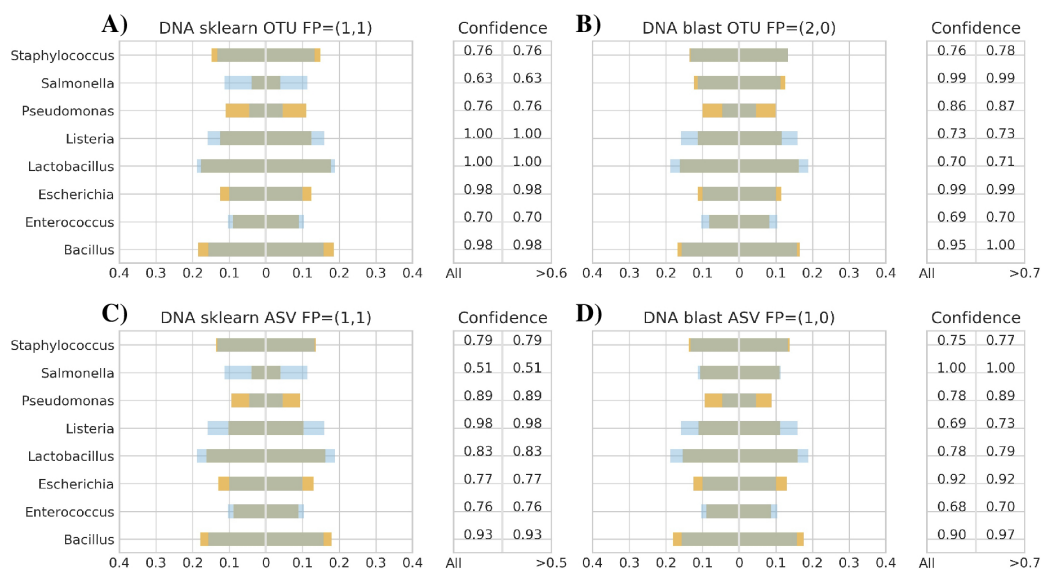 A) DNA sklearn OTU FP=(1,1) Confidence B) DNA blast OTU FP=(2,0) Confidence
Staphylococcus 0.76 0.76 0.76 0.78
Salmonella 0.63 0.63 0.99 0.99
Pseudomonas 0.76 0.76 0.86 0.87
Listeria 1.00 1.00 0.73 0.73
Lactobacillus 1.00 1.00 0.70 0.71
Escherichia 0.98 0.98 0.99 0.99
Enterococcus 0.70 0.70 0.69 0.70
Bacillus 0.98 0.98 0.95 1.00
0.4 0.3 0.2 0.1 0 0.1 0.2 0.3 0.4 All >0.6 0.4 0.3 0.2 0.1 0 0.1 0.2 0.3 0.4 All >0.7
C) DNA sklearn ASV FP=(1,1) Confidence D) DNA blast ASV FP=(1,0) Confidence
Staphylococcus 0.79 0.79 0.75 0.77
Salmonella 0.51 0.51 1.00 1.00
Pseudomonas 0.89 0.89 0.78 0.89
Listeria 0.98 0.98 0.69 0.73
Lactobacillus 0.83 0.83 0.78 0.79
Escherichia 0.77 0.77 0.92 0.92
Enterococcus 0.76 0.76 0.68 0.70
Bacillus 0.93 0.93 0.90 0.97
0.4 0.3 0.2 0.1 0 0.1 0.2 0.3 0.4 All >0.5 0.4 0.3 0.2 0.1 0 0.1 0.2 0.3 0.4 All >0.7